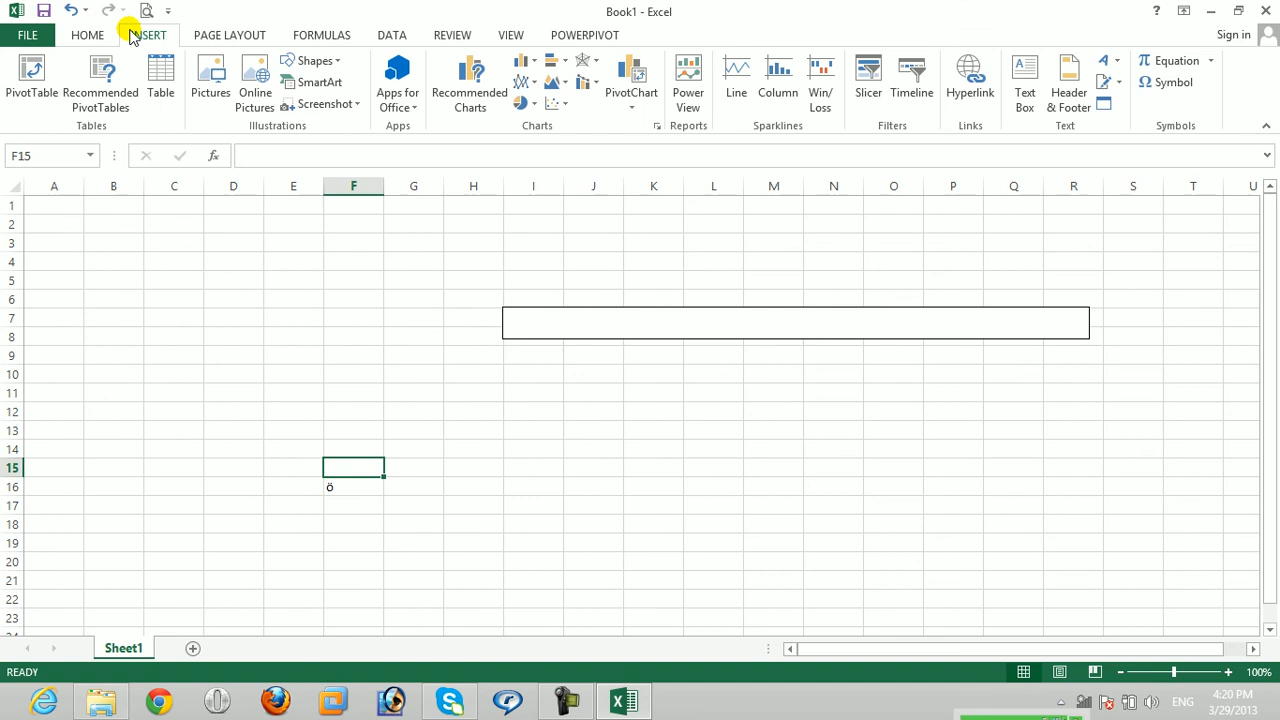 Book1 - Excel
?
FILE HOME INSERT PAGE LAYOUT FORMULAS DATA REVIEW VIEW POWERPIVOT Sign in
PivotTable Recommended PivotTables Table Pictures Online Pictures Shapes SmartArt Screenshot Apps for Office Recommended Charts PivotChart Power View Line Column Win/Loss Slicer Timeline Hyperlink Text Box Header & Footer Equation Symbol
Tables Illustrations Apps Charts Reports Sparklines Filters Links Text Symbols
F15 fx
A B C D E F G H I J K L M N O P Q R S T U
1
2
3
4
5
6
7
8
9
10
11
12
13
14
15
16 ö
17
18
19
20
21
22
23
24
Sheet1
READY 100%
ENG 4:20 PM
3/29/2013